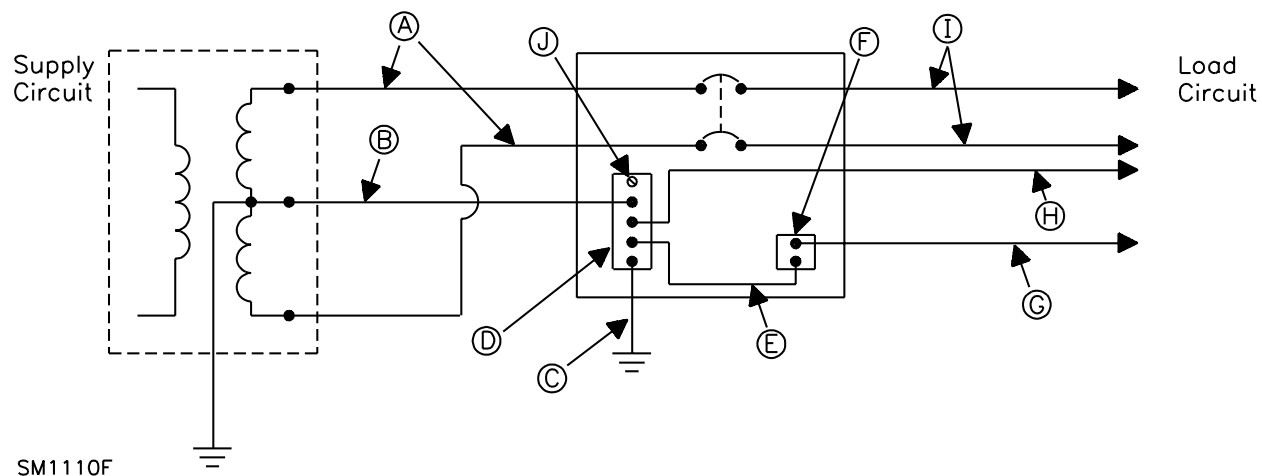 Supply
Circuit
A
J
I
F
Load
Circuit
B
H
D
C
E
G
SM1110F